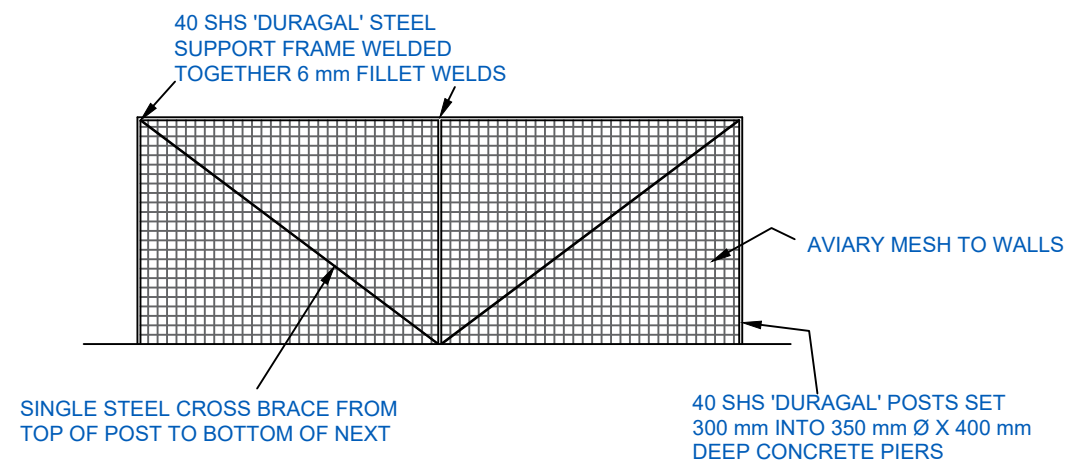 40 SHS 'DURAGAL' STEEL
SUPPORT FRAME WELDED
TOGETHER 6 mm FILLET WELDS
AVIARY MESH TO WALLS
SINGLE STEEL CROSS BRACE FROM
TOP OF POST TO BOTTOM OF NEXT
40 SHS 'DURAGAL' POSTS SET
300 mm INTO 350 mm Ø X 400 mm
DEEP CONCRETE PIERS